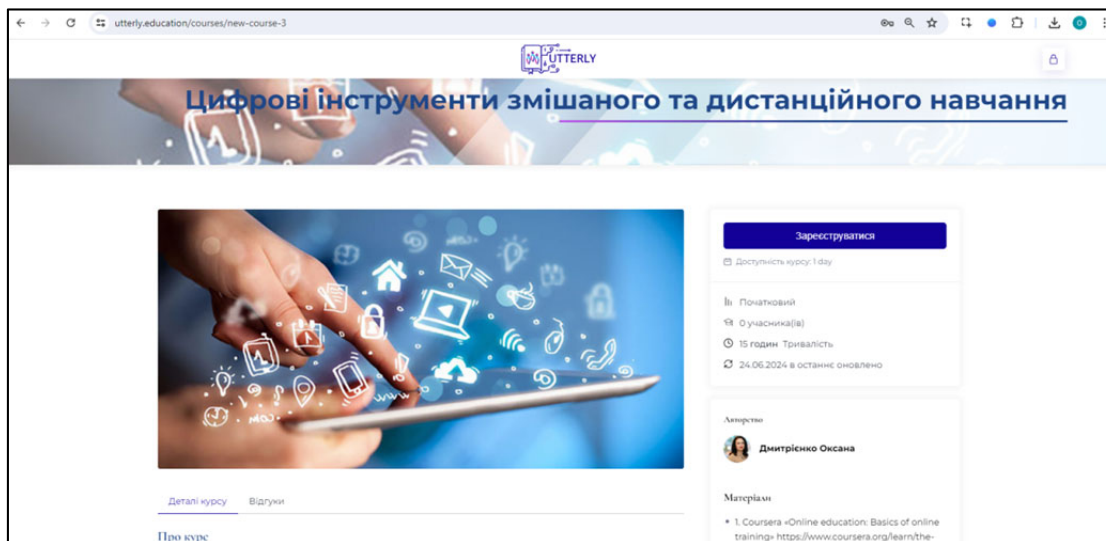 utterly.education/courses/new-course-3
UTTERLY
Цифрові інструменти змішаного та дистанційного навчання
Зареєструватися
Доступність курсу: 1 day
Початковий
0 учасника(ів)
15 годин Тривалість
24.06.2024 в останнє оновлено
Авторство
Дмитрієнко Оксана
Деталі курсу Відгуки
Матеріали
Про курс
1. Coursera «Online education: Basics of online
training» https://www.coursera.org/learn/the-